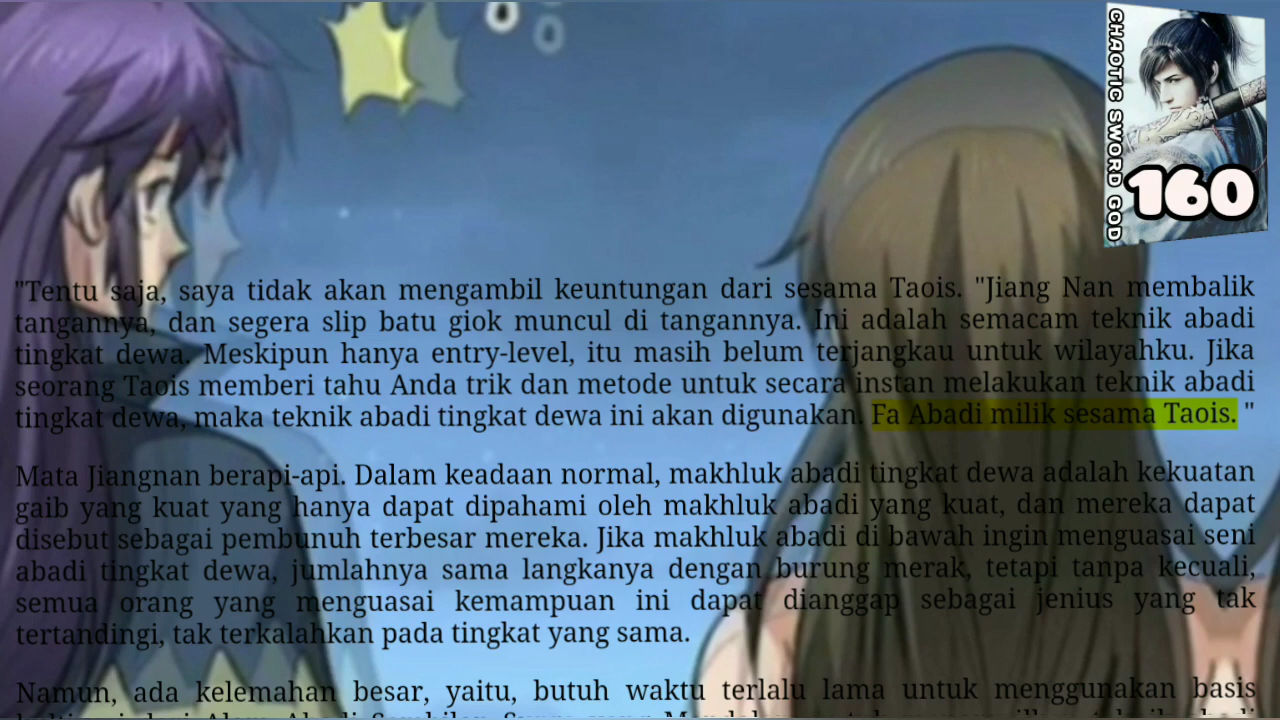 CHAOTIC SWORD GOD
160
"Tentu saja, saya tidak akan mengambil keuntungan dari sesama Taois. "Jiang Nan membalik
tangannya, dan segera slip batu giok muncul di tangannya. Ini adalah semacam teknik abadi
tingkat dewa. Meskipun hanya entry-level, itu masih belum terjangkau untuk wilayahku. Jika
seorang Taois memberi tahu Anda trik dan metode untuk secara instan melakukan teknik abadi
tingkat dewa, maka teknik abadi tingkat dewa ini akan digunakan. Fa Abadi milik sesama Taois. "
Mata Jiangnan berapi-api. Dalam keadaan normal, makhluk abadi tingkat dewa adalah kekuatan
gaib yang kuat yang hanya dapat dipahami oleh makhluk abadi yang kuat, dan mereka dapat
disebut sebagai pembunuh terbesar mereka. Jika makhluk abadi di bawah ingin menguasai seni
abadi tingkat dewa, jumlahnya sama langkanya dengan burung merak, tetapi tanpa kecuali,
semua orang yang menguasai kemampuan ini dapat dianggap sebagai jenius yang tak
tertandingi, tak terkalahkan pada tingkat yang sama.
Namun, ada kelemahan besar, yaitu, butuh waktu terlalu lama untuk menggunakan basis